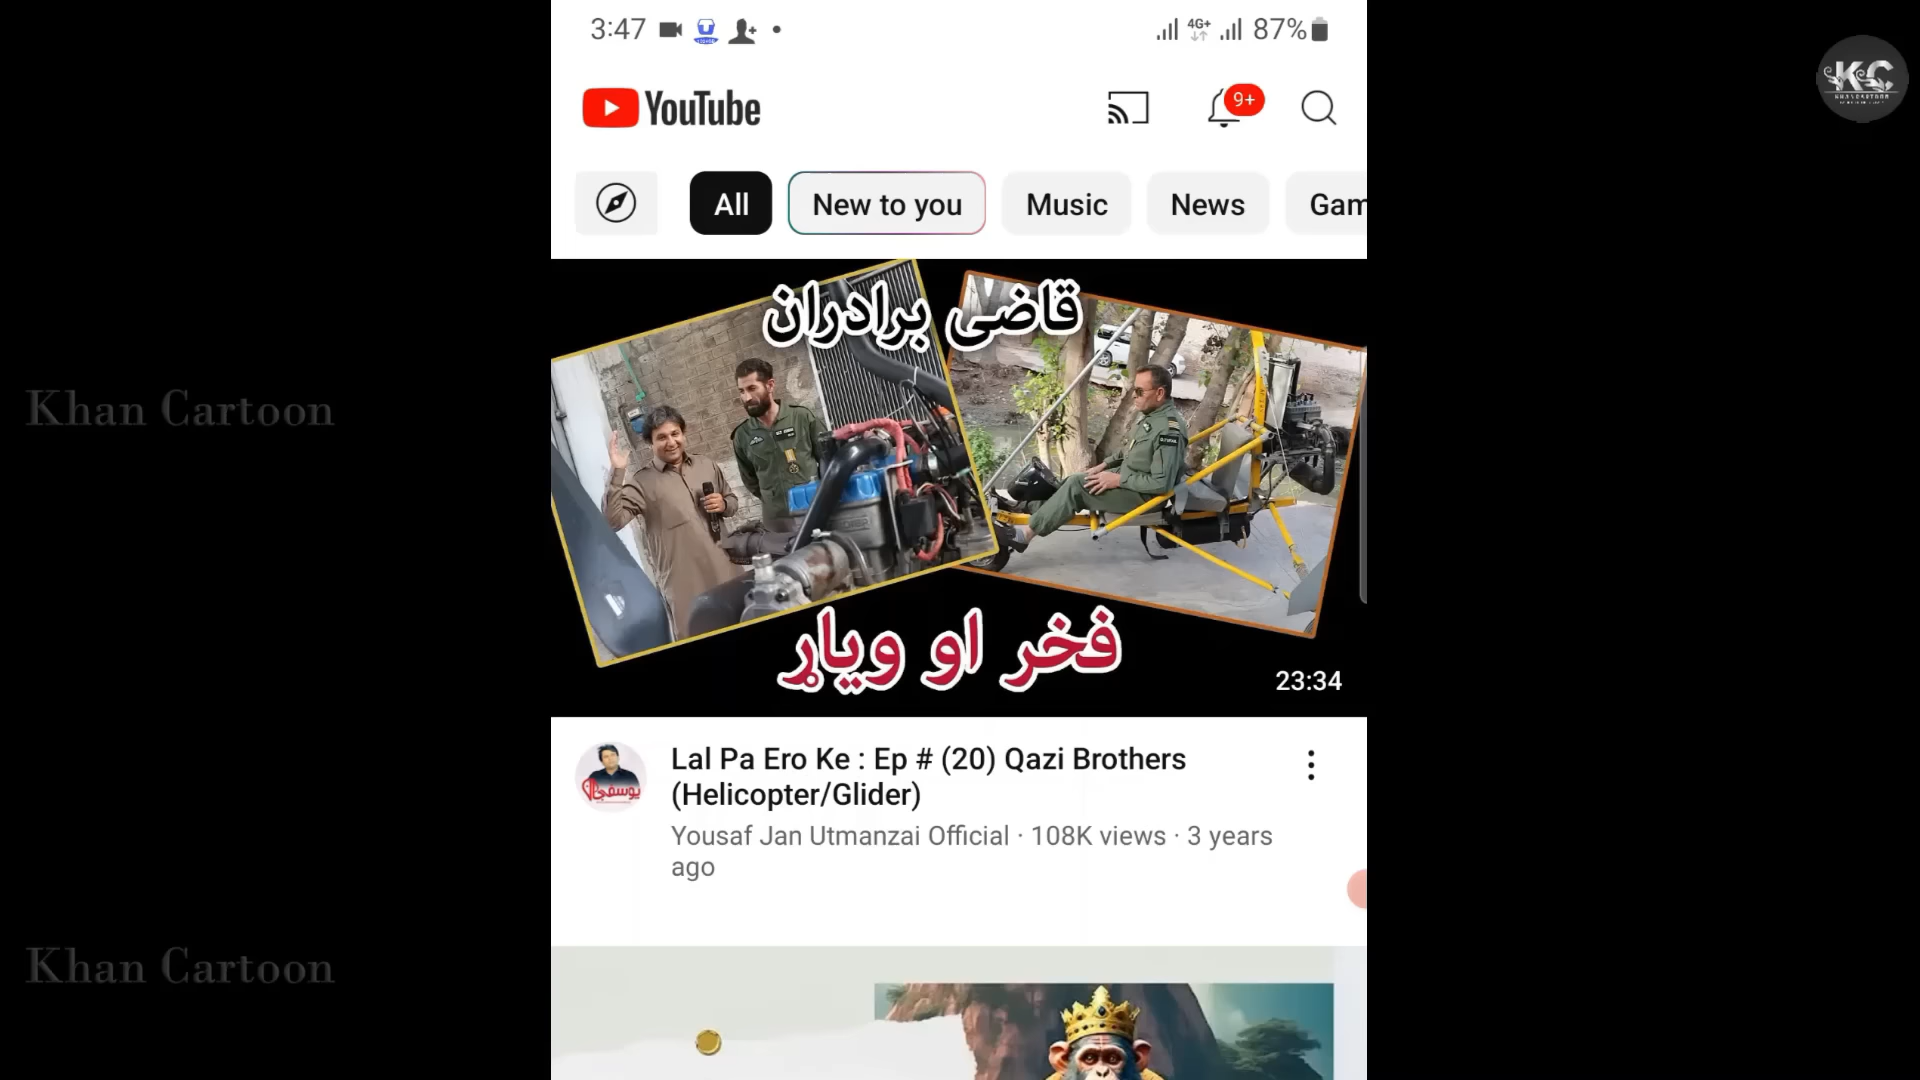 3:47
4G+
87%
KC
YouTube
9+
All
New to you
Music
News
Gam
قاضی برادران
فخر او ویاړ
23:34
Khan Cartoon
Lal Pa Ero Ke : Ep # (20) Qazi Brothers
(Helicopter/Glider)
Yousaf Jan Utmanzai Official · 108K views · 3 years
ago
Khan Cartoon